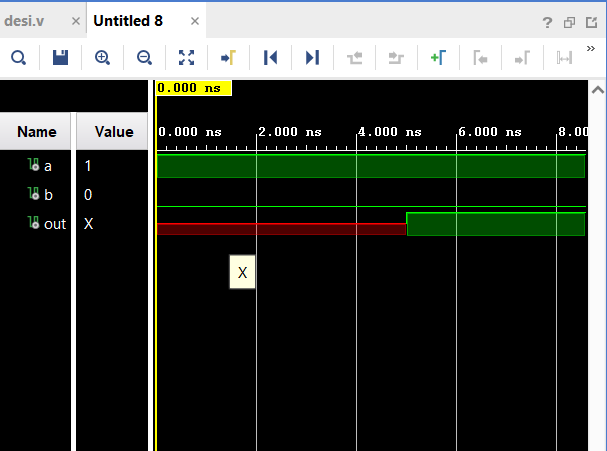 desi.v × Untitled 8 ×
? 
»
0.000 ns
Name Value
0.000 ns 2.000 ns 4.000 ns 6.000 ns 8.00
a 1
b 0
out X
X